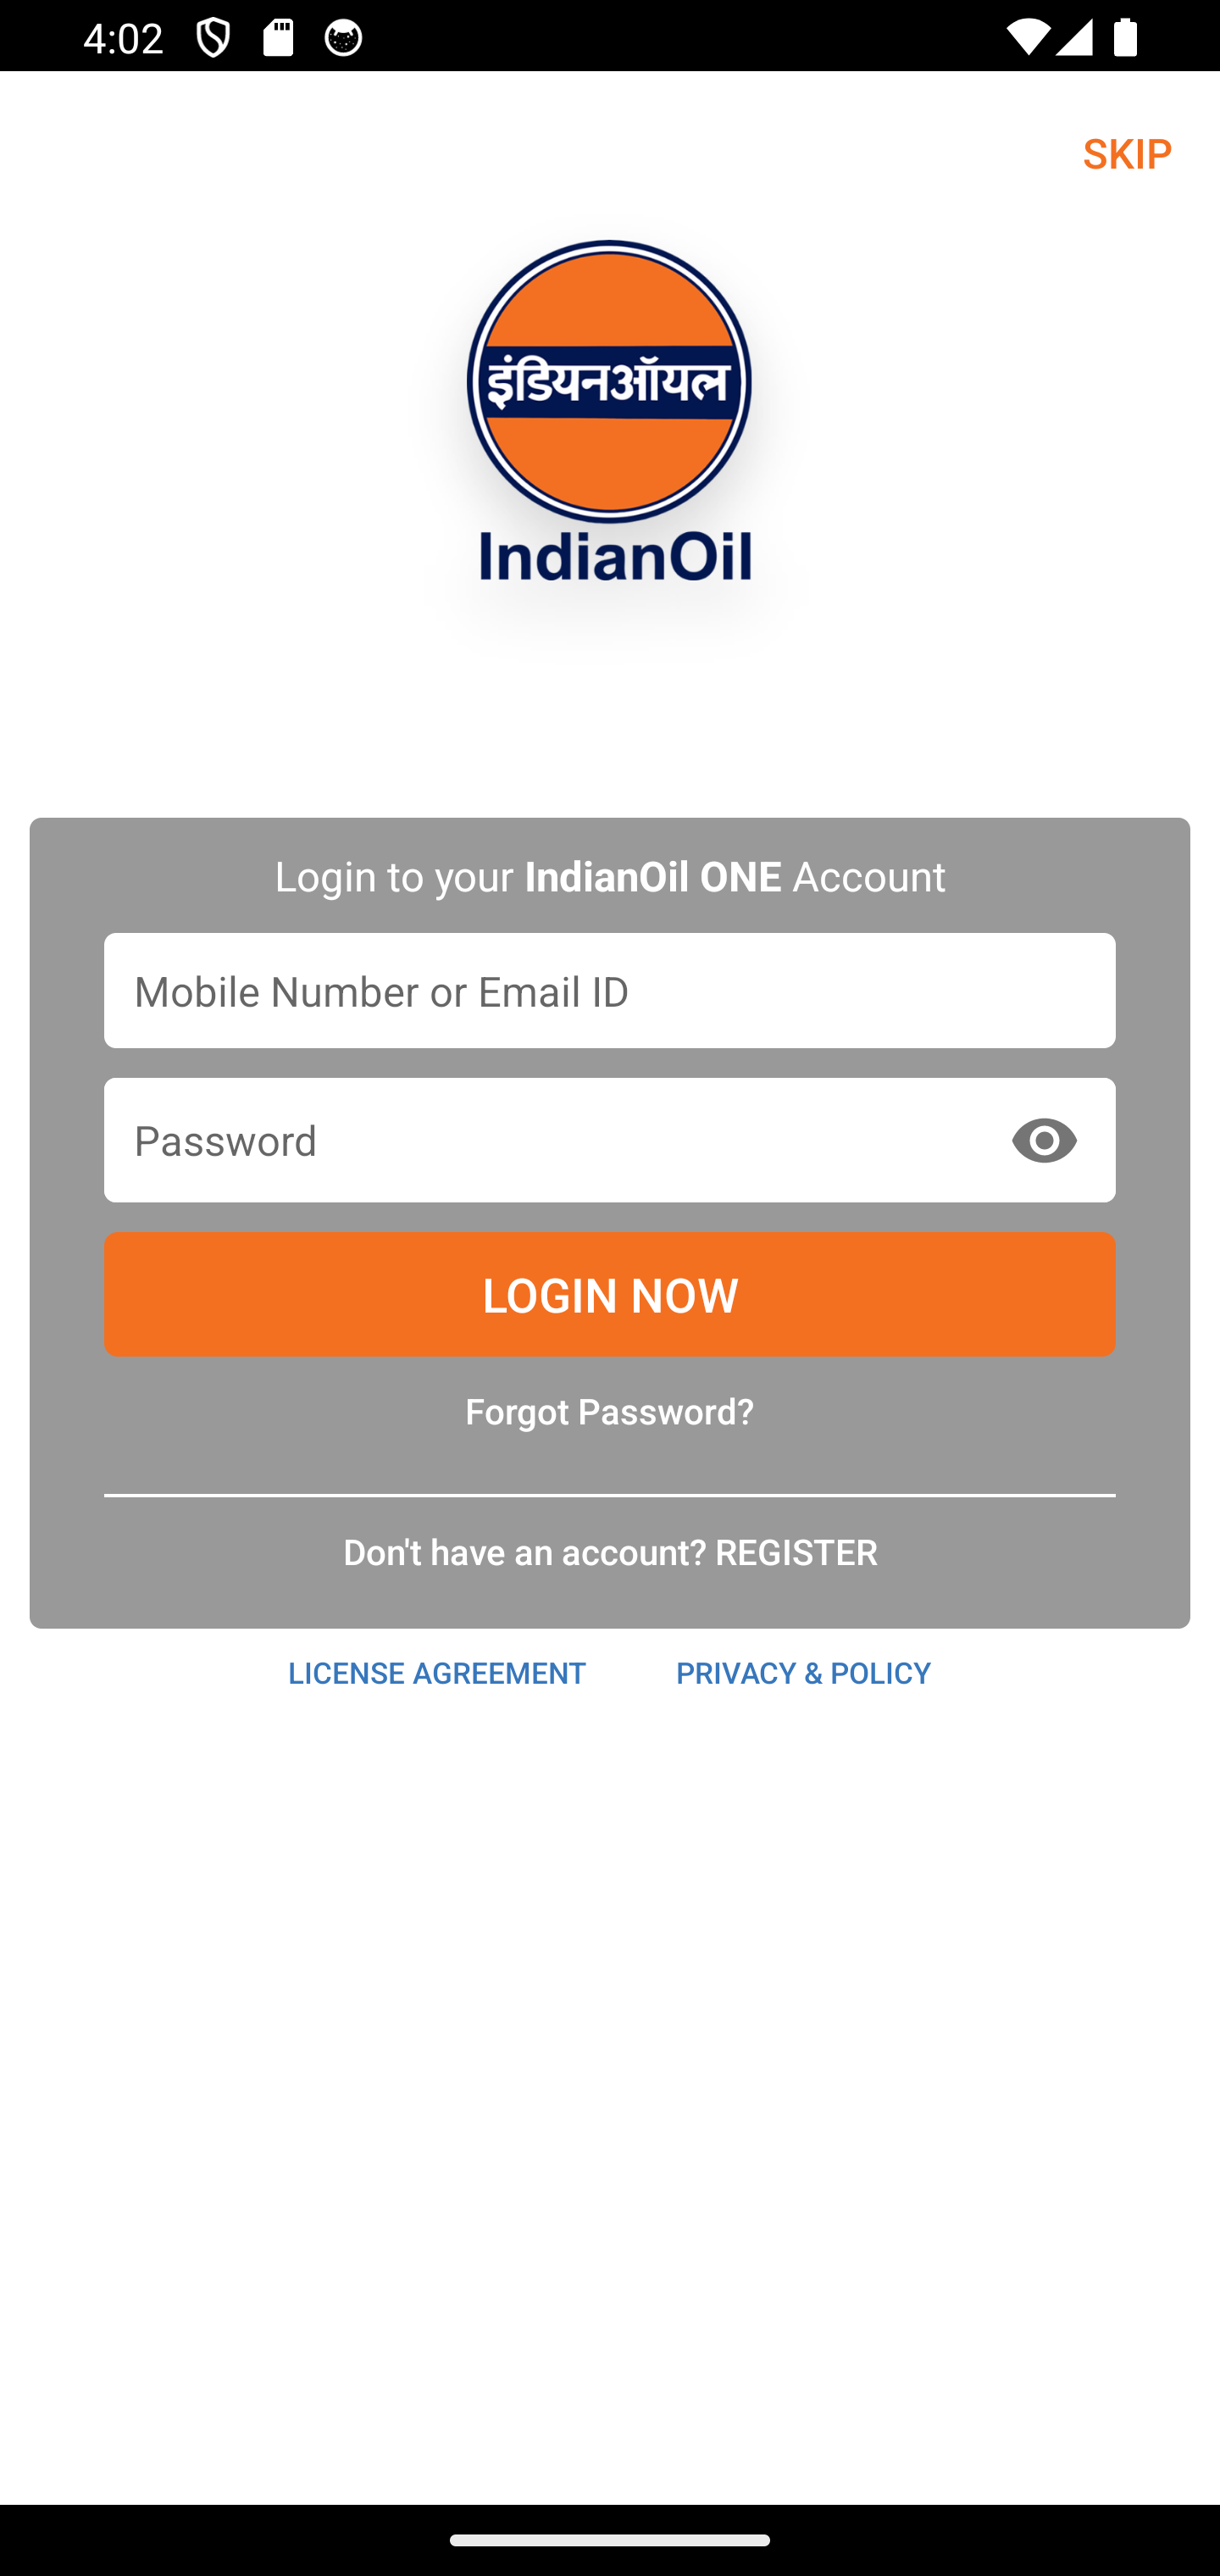 4:02
SKIP
इंडियनऑयल
IndianOil
Login to your IndianOil ONE Account
Mobile Number or Email ID
Password
LOGIN NOW
Forgot Password?
Don't have an account? REGISTER
LICENSE AGREEMENT PRIVACY & POLICY